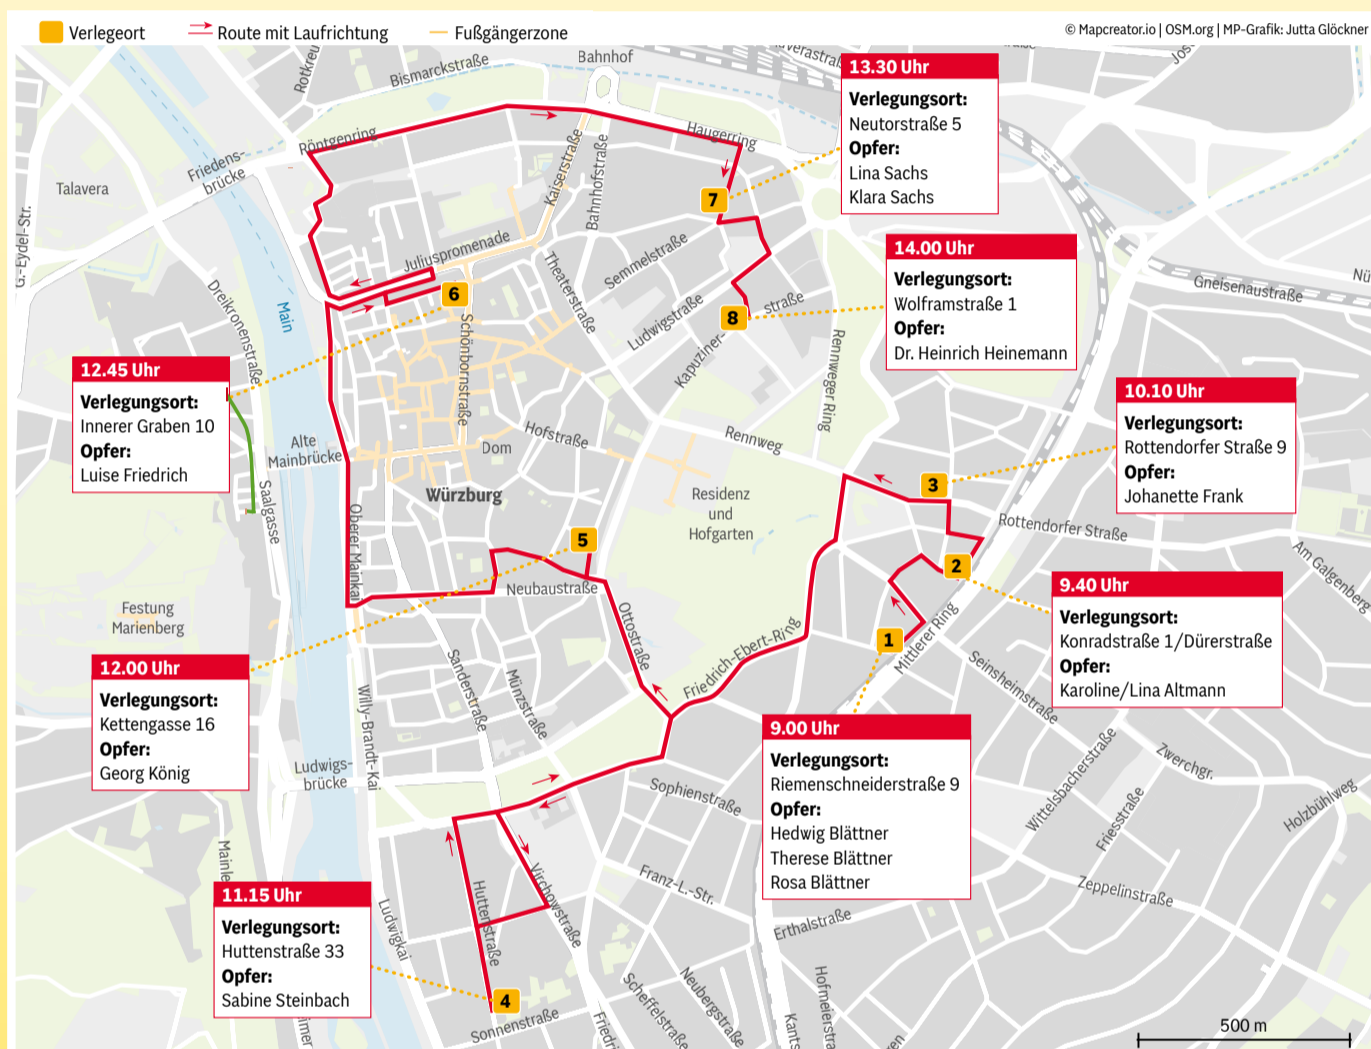 Verlegeort
Route mit Laufrichtung
Fußgängerzone
© Mapcreator.io | OSM.org | MP-Grafik: Jutta Glöckner
Bahnhof
Bismarckstraße
Röntgenring
Haugerring
Friedens-
brücke
Talavera
Kaiserstraße
Bahnhofstraße
13.30 Uhr
Verlegungsort:
Neutorstraße 5
Opfer:
Lina Sachs
Klara Sachs
7
G.-Eydel-Str.
Juliuspromenade
Semmelstraße
Theaterstraße
14.00 Uhr
Verlegungsort:
Wolframstraße 1
Opfer:
Dr. Heinrich Heinemann
Gneisenaustraße
Dreikronenstraße
Main
6
8
Ludwigstraße
Kapuziner-
straße
Schönbornstraße
Rennweger Ring
12.45 Uhr
Verlegungsort:
Innerer Graben 10
Opfer:
Luise Friedrich
10.10 Uhr
Verlegungsort:
Rottendorfer Straße 9
Opfer:
Johanette Frank
Alte
Mainbrücke
Hofstraße
Dom
Rennweg
Würzburg
Saalgasse
Oberer Mainkai
Residenz
und
Hofgarten
3
Rottendorfer Straße
Am Galgenberg
5
2
Neubaustraße
9.40 Uhr
Verlegungsort:
Konradstraße 1/Dürerstraße
Opfer:
Karoline/Lina Altmann
Festung
Marienberg
Ottostraße
Friedrich-Ebert-Ring
1
Mittlerer Ring
Seinsheimstraße
12.00 Uhr
Verlegungsort:
Kettengasse 16
Opfer:
Georg König
Sanderstraße
Münzstraße
Willy-Brandt-Kai
9.00 Uhr
Verlegungsort:
Riemenschneiderstraße 9
Opfer:
Hedwig Blättner
Therese Blättner
Rosa Blättner
Wittelsbacherstraße
Zwerchgr.
Friesstraße
Holzbühlweg
Ludwigs-
brücke
Sophienstraße
Franz-L.-Str.
Zeppelinstraße
Erthalstraße
11.15 Uhr
Verlegungsort:
Huttenstraße 33
Opfer:
Sabine Steinbach
Ludwigkai
Huttenstraße
Virchowstraße
4
Sonnenstraße
Scheffelstraße
Neubergstraße
500 m